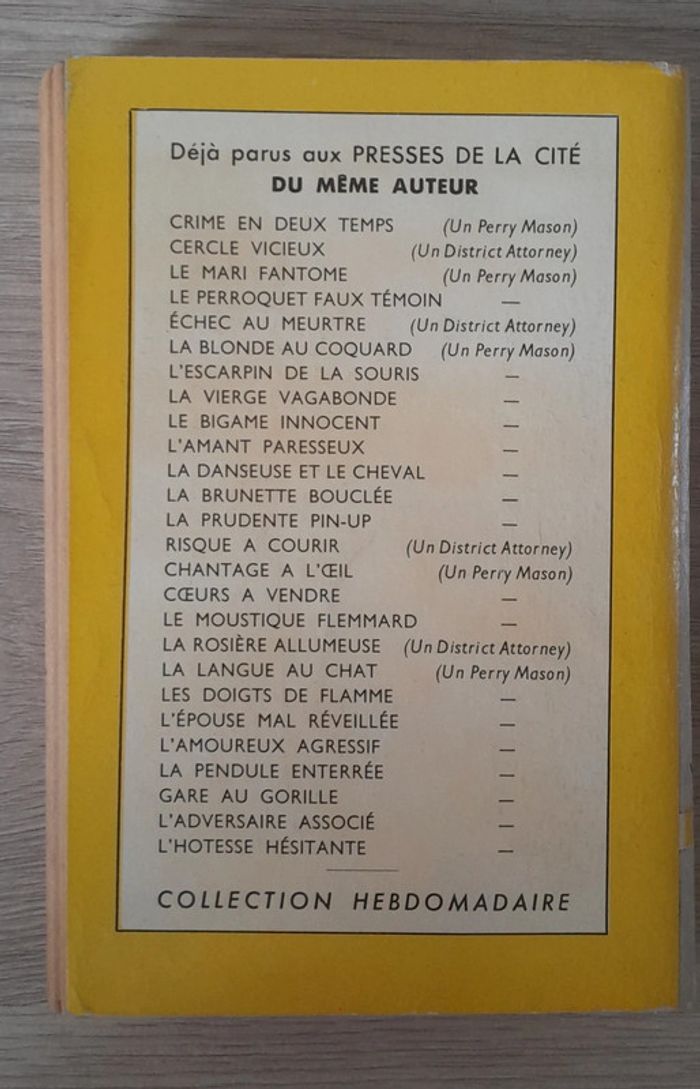 Déjà parus aux PRESSES DE LA CITÉ
DU MÊME AUTEUR
CRIME EN DEUX TEMPS (Un Perry Mason)
CERCLE VICIEUX (Un District Attorney)
LE MARI FANTOME (Un Perry Mason)
LE PERROQUET FAUX TÉMOIN —
ÉCHEC AU MEURTRE (Un District Attorney)
LA BLONDE AU COQUARD (Un Perry Mason)
L'ESCARPIN DE LA SOURIS —
LA VIERGE VAGABONDE —
LE BIGAME INNOCENT —
L'AMANT PARESSEUX —
LA DANSEUSE ET LE CHEVAL —
LA BRUNETTE BOUCLÉE —
LA PRUDENTE PIN-UP —
RISQUE A COURIR (Un District Attorney)
CHANTAGE A L'ŒIL (Un Perry Mason)
CŒURS A VENDRE —
LE MOUSTIQUE FLEMMARD —
LA ROSIÈRE ALLUMEUSE (Un District Attorney)
LA LANGUE AU CHAT (Un Perry Mason)
LES DOIGTS DE FLAMME —
L'ÉPOUSE MAL RÉVEILLÉE —
L'AMOUREUX AGRESSIF —
LA PENDULE ENTERRÉE —
GARE AU GORILLE —
L'ADVERSAIRE ASSOCIÉ —
L'HOTESSE HÉSITANTE —
COLLECTION HEBDOMADAIRE